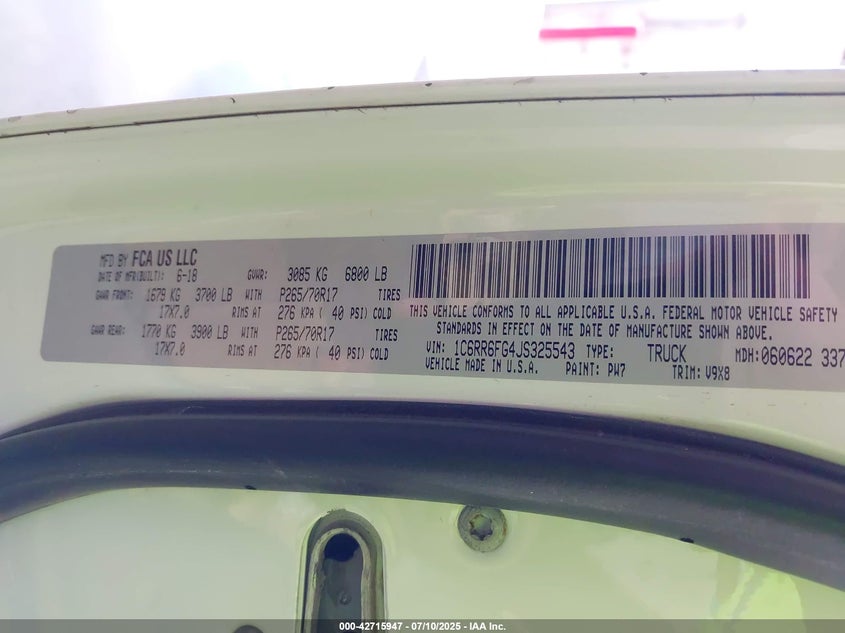 MFD BY FCA US LLC
DATE OF MFR(BUILT): 6-18 GVWR: 3085 KG 6800 LB
GAWR FRONT: 1679 KG 3700 LB WITH P265/70R17 TIRES
17X7.0 RIMS AT 276 KPA ( 40 PSI) COLD
GAWR REAR: 1770 KG 3900 LB WITH P265/70R17 TIRES
17X7.0 RIMS AT 276 KPA ( 40 PSI) COLD
THIS VEHICLE CONFORMS TO ALL APPLICABLE U.S.A. FEDERAL MOTOR VEHICLE SAFETY
STANDARDS IN EFFECT ON THE DATE OF MANUFACTURE SHOWN ABOVE.
VIN: 1C6RR6FG4JS325543 TYPE: TRUCK MDH:060622 337
VEHICLE MADE IN U.S.A. PAINT: PW7 TRIM: V9X8
000-42715947 - 07/10/2025 - IAA Inc.